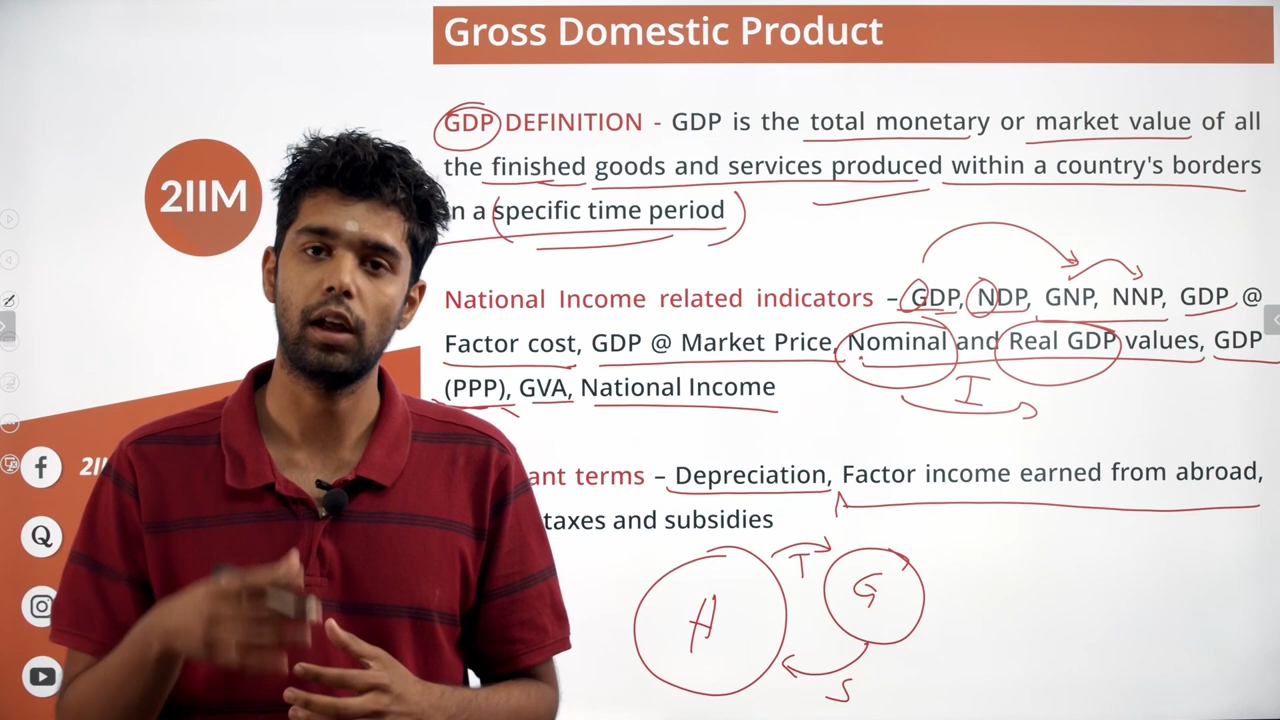 Gross Domestic Product
GDP DEFINITION - GDP is the total monetary or market value of all
the finished goods and services produced within a country's borders
n a specific time period
2IIM
National Income related indicators – GDP, NDP, GNP, NNP, GDP @
Factor cost, GDP @ Market Price, Nominal and Real GDP values, GDP
(PPP), GVA, National Income
I
ant terms – Depreciation, Factor income earned from abroad,
taxes and subsidies
2II
f
Q
H
T
G
S